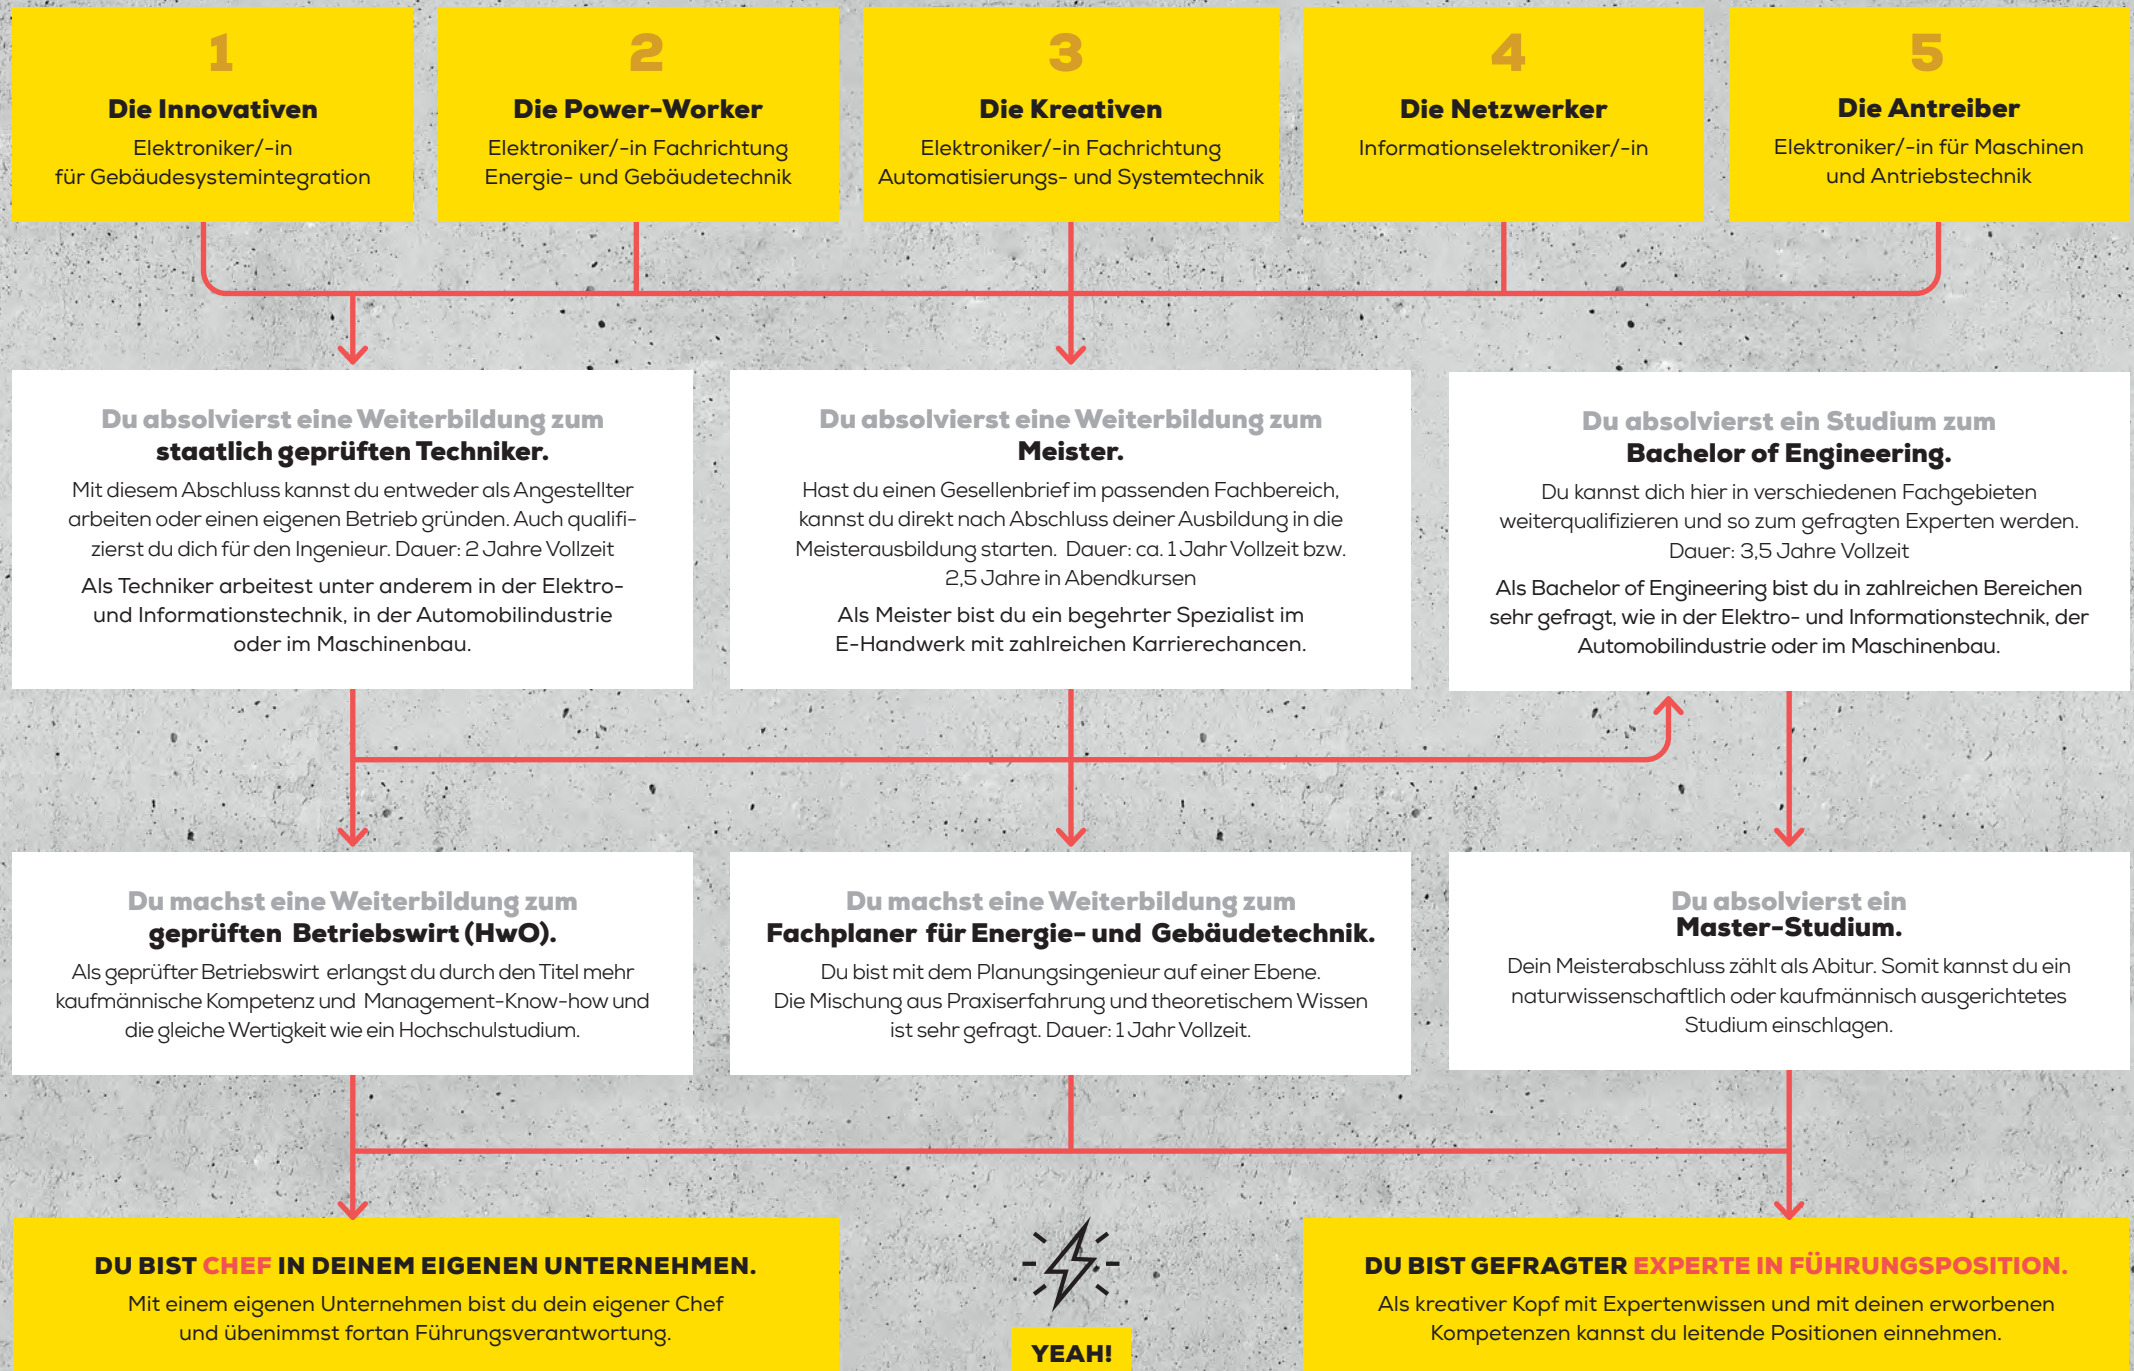 1
Die Innovativen
Elektroniker/-in
für Gebäudesystemintegration
2
Die Power-Worker
Elektroniker/-in Fachrichtung
Energie- und Gebäudetechnik
3
Die Kreativen
Elektroniker/-in Fachrichtung
Automatisierungs- und Systemtechnik
4
Die Netzwerker
Informationselektroniker/-in
5
Die Antreiber
Elektroniker/-in für Maschinen
und Antriebstechnik
Du absolvierst eine Weiterbildung zum
staatlich geprüften Techniker.
Mit diesem Abschluss kannst du entweder als Angestellter
arbeiten oder einen eigenen Betrieb gründen. Auch qualifi-
zierst du dich für den Ingenieur. Dauer: 2 Jahre Vollzeit
Als Techniker arbeitest unter anderem in der Elektro-
und Informationstechnik, in der Automobilindustrie
oder im Maschinenbau.
Du absolvierst eine Weiterbildung zum
Meister.
Hast du einen Gesellenbrief im passenden Fachbereich,
kannst du direkt nach Abschluss deiner Ausbildung in die
Meisterausbildung starten. Dauer: ca. 1 Jahr Vollzeit bzw.
2,5 Jahre in Abendkursen
Als Meister bist du ein begehrter Spezialist im
E-Handwerk mit zahlreichen Karrierechancen.
Du absolvierst ein Studium zum
Bachelor of Engineering.
Du kannst dich hier in verschiedenen Fachgebieten
weiterqualifizieren und so zum gefragten Experten werden.
Dauer: 3,5 Jahre Vollzeit
Als Bachelor of Engineering bist du in zahlreichen Bereichen
sehr gefragt, wie in der Elektro- und Informationstechnik, der
Automobilindustrie oder im Maschinenbau.
Du machst eine Weiterbildung zum
geprüften Betriebswirt (HwO).
Als geprüfter Betriebswirt erlangst du durch den Titel mehr
kaufmännische Kompetenz und Management-Know-how und
die gleiche Wertigkeit wie ein Hochschulstudium.
Du machst eine Weiterbildung zum
Fachplaner für Energie- und Gebäudetechnik.
Du bist mit dem Planungsingenieur auf einer Ebene.
Die Mischung aus Praxiserfahrung und theoretischem Wissen
ist sehr gefragt. Dauer: 1 Jahr Vollzeit.
Du absolvierst ein
Master-Studium.
Dein Meisterabschluss zählt als Abitur. Somit kannst du ein
naturwissenschaftlich oder kaufmännisch ausgerichtetes
Studium einschlagen.
DU BIST CHEF IN DEINEM EIGENEN UNTERNEHMEN.
Mit einem eigenen Unternehmen bist du dein eigener Chef
und übenimmst fortan Führungsverantwortung.
YEAH!
DU BIST GEFRAGTER EXPERTE IN FÜHRUNGSPOSITION.
Als kreativer Kopf mit Expertenwissen und mit deinen erworbenen
Kompetenzen kannst du leitende Positionen einnehmen.